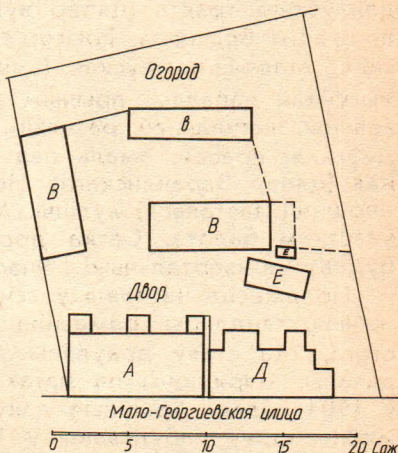 Огород
в
В
В
Е
Е
Двор
А
Д
Мало-Георгиевская улица
0 5 10 15 20 Саж